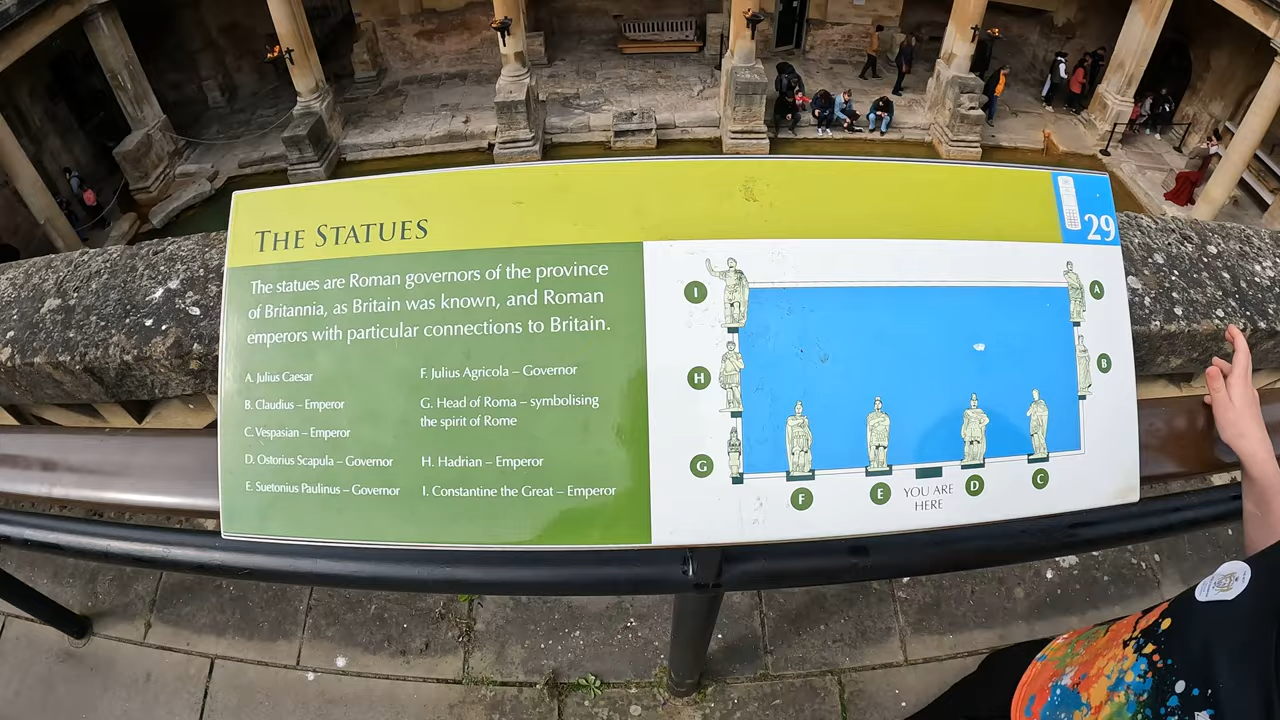 THE STATUES
29
The statues are Roman governors of the province
of Britannia, as Britain was known, and Roman
emperors with particular connections to Britain.
A. Julius Caesar
B. Claudius – Emperor
C. Vespasian – Emperor
D. Ostorius Scapula – Governor
E. Suetonius Paulinus – Governor
F. Julius Agricola – Governor
G. Head of Roma – symbolising
the spirit of Rome
H. Hadrian – Emperor
I. Constantine the Great – Emperor
I
A
H
B
G
F
E
YOU ARE
HERE
D
C